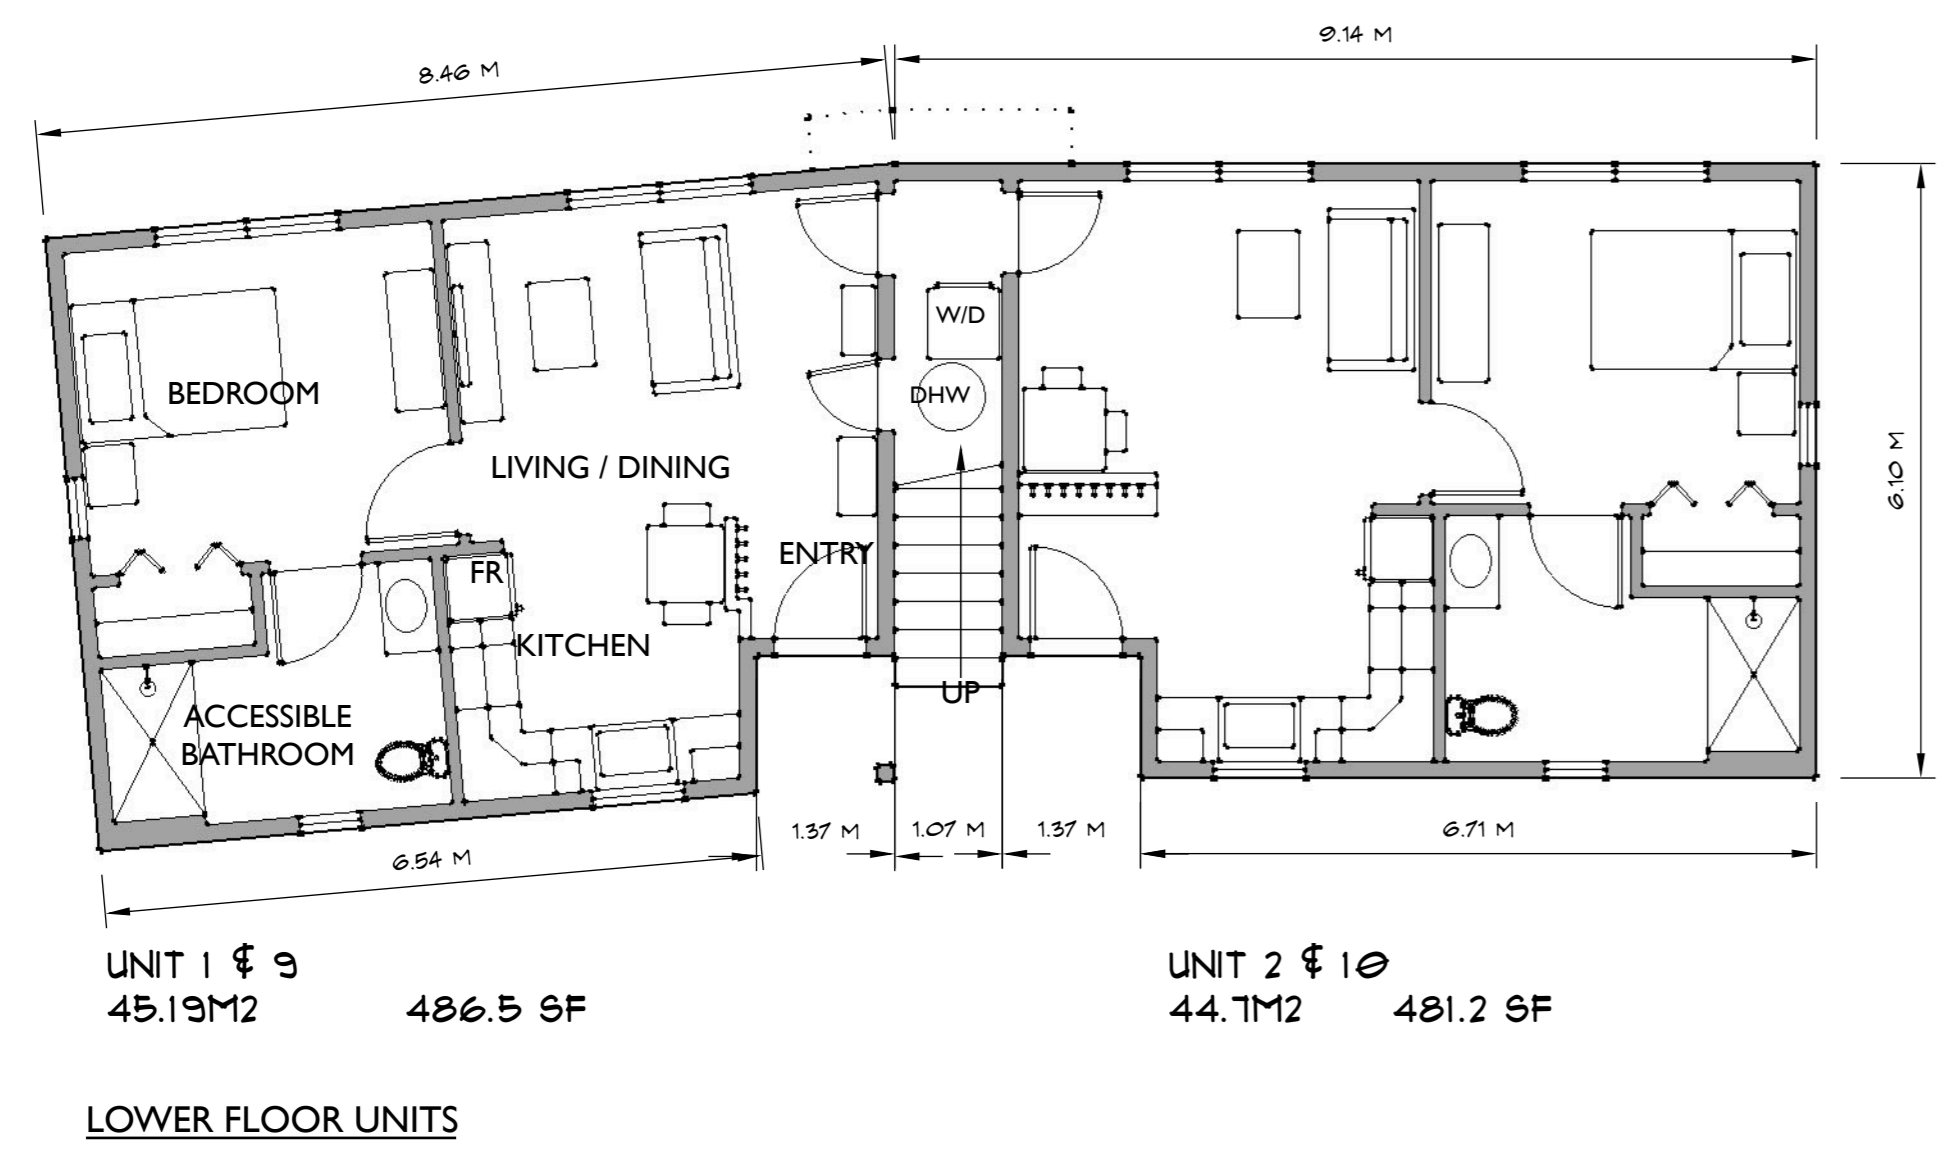 9.14 M
8.46 M
W/D
BEDROOM
DHW
LIVING / DINING
6.10 M
ENTRY
FR
KITCHEN
UP
ACCESSIBLE
BATHROOM
1.37 M
1.07 M
1.37 M
6.71 M
6.54 M
UNIT 1 & 9
45.19M2 486.5 SF
UNIT 2 & 10
44.7M2 481.2 SF
LOWER FLOOR UNITS